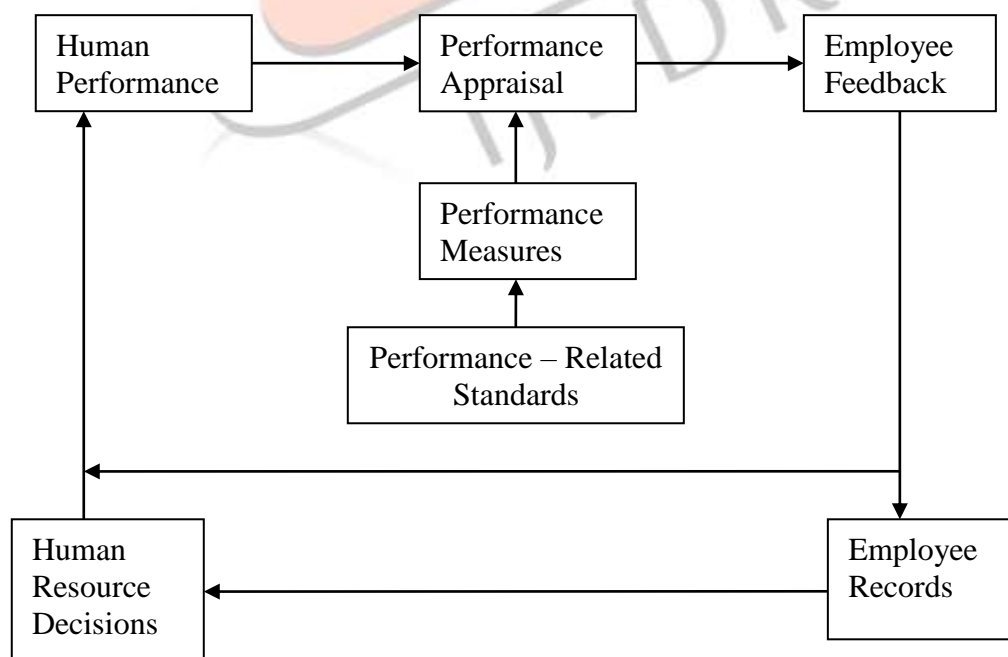 Human
Performance
Performance
Appraisal
Employee
Feedback
Performance
Measures
Performance – Related
Standards
Human
Resource
Decisions
Employee
Records